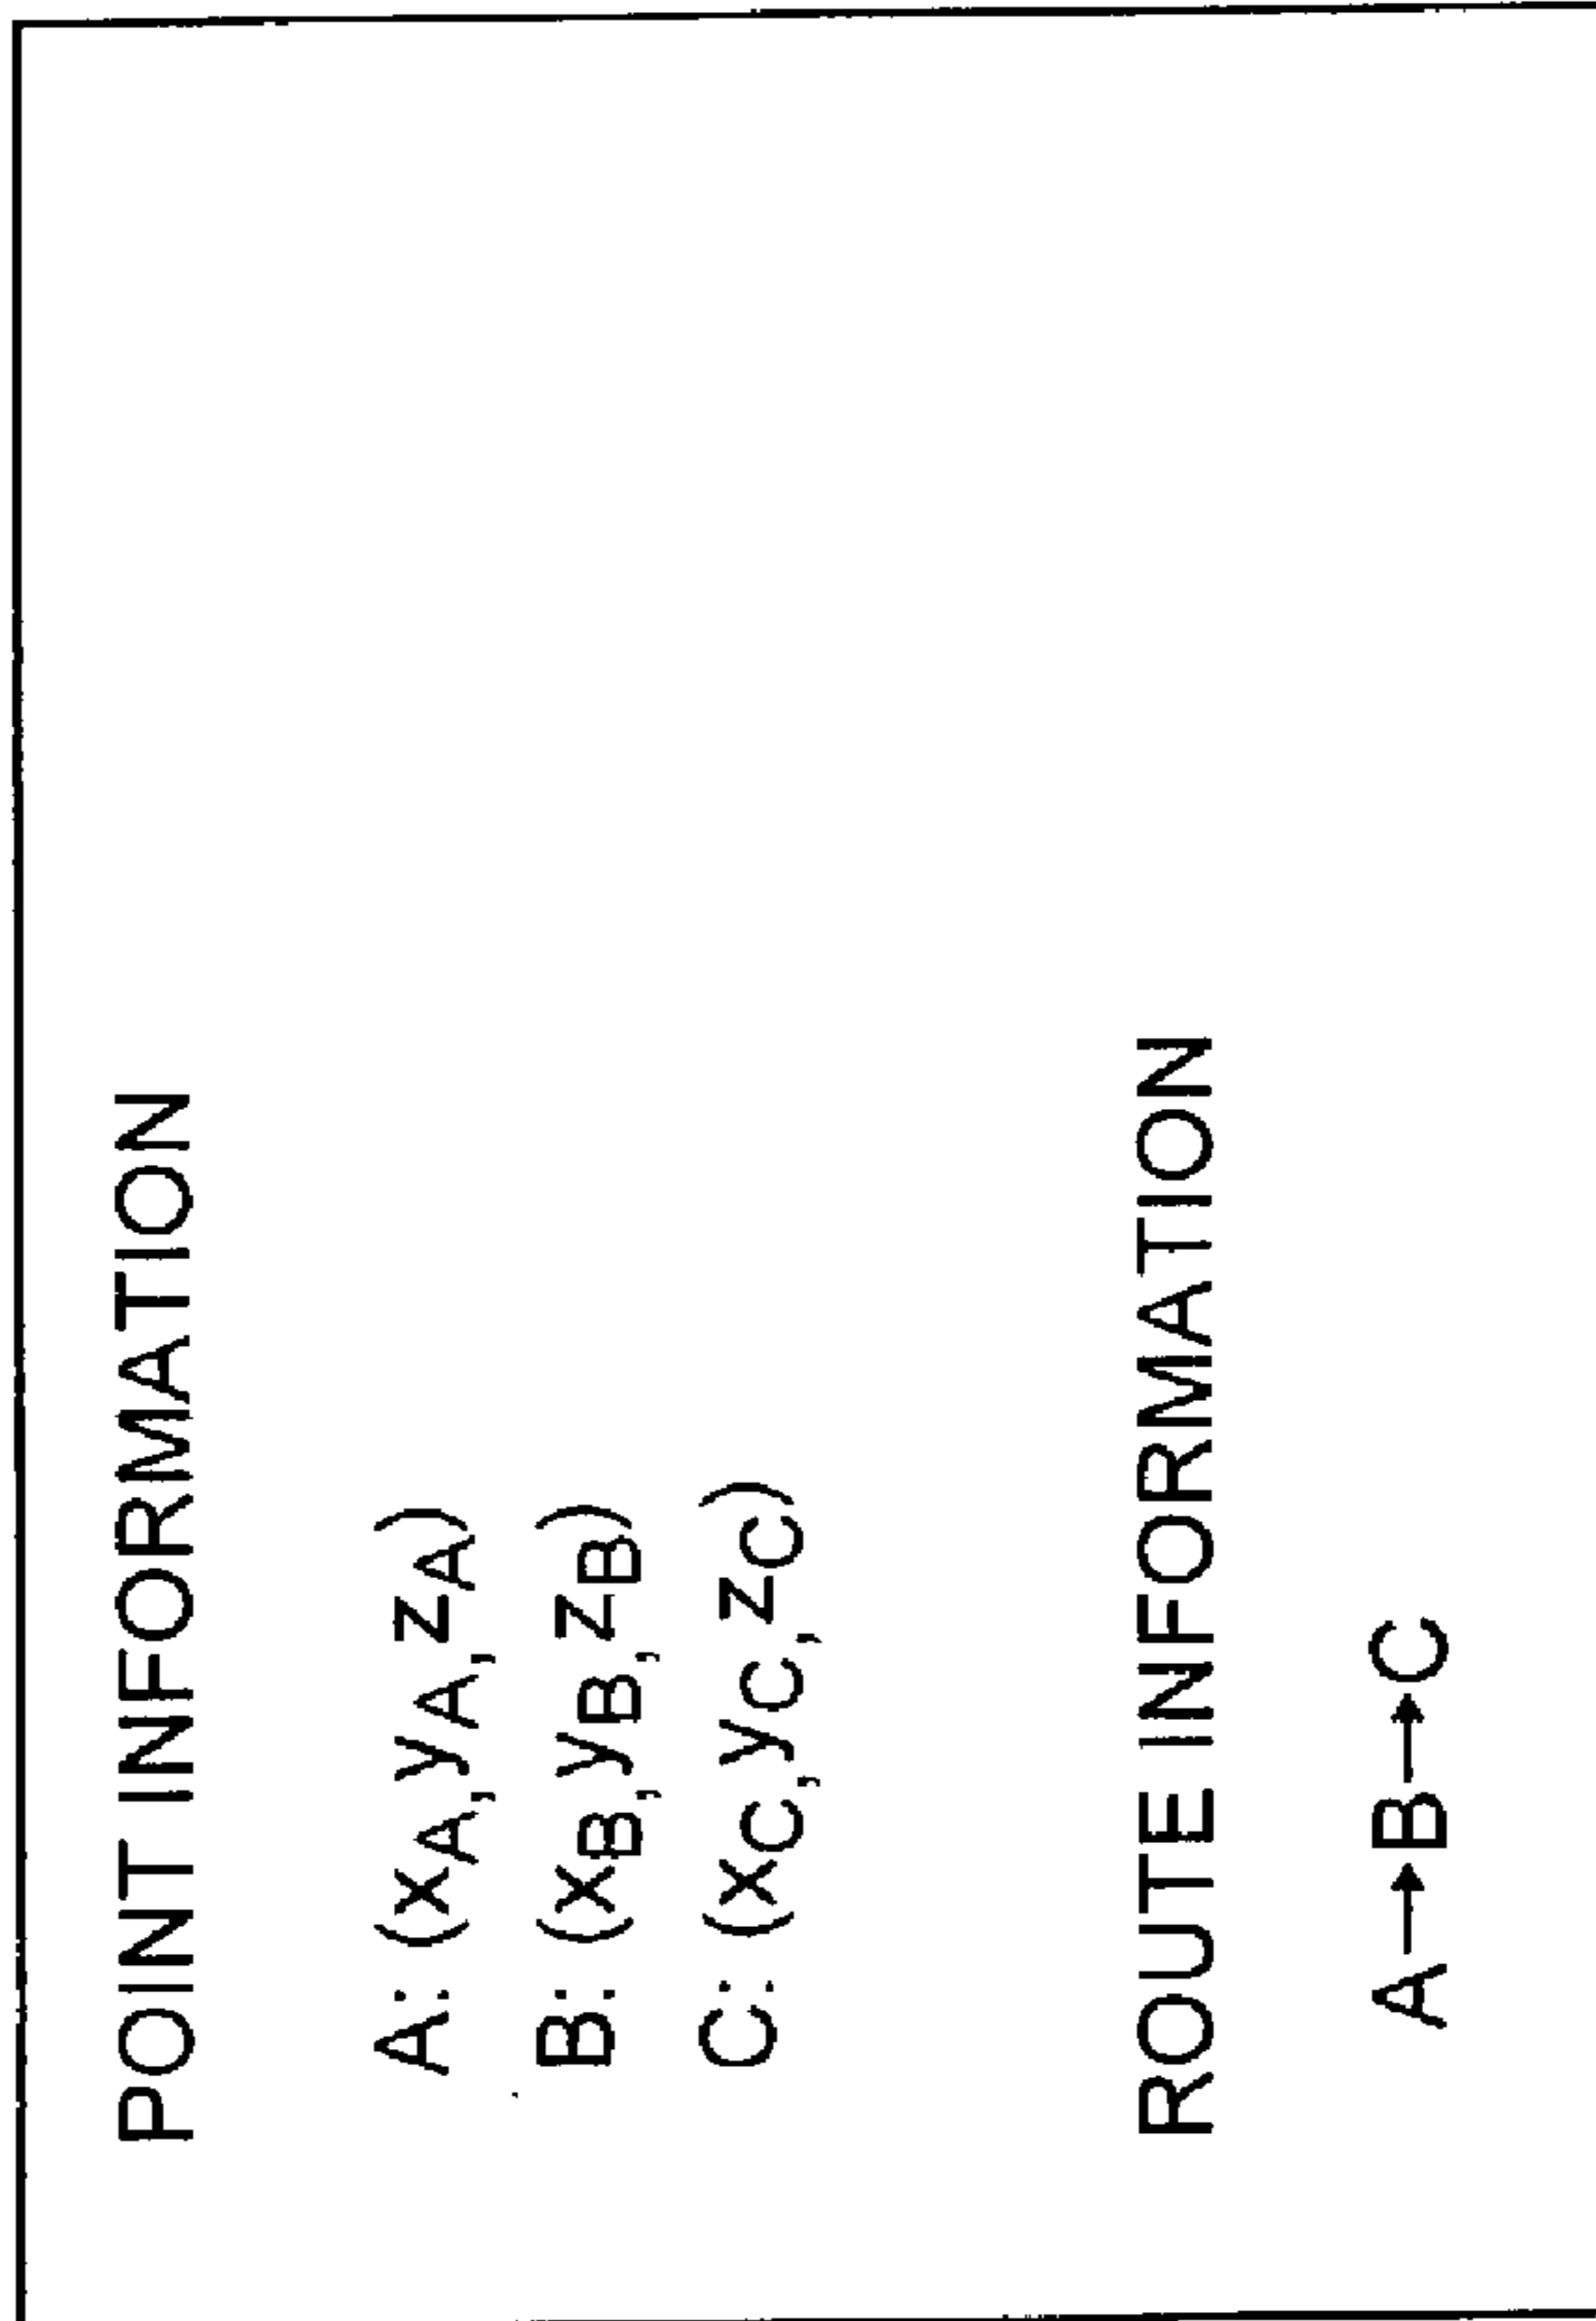 POINT INFORMATION
A: (xA, yA, zA)
B: (xB, yB, zB)
C: (xC, yC, zC)
ROUTE INFORMATION
A→B→C